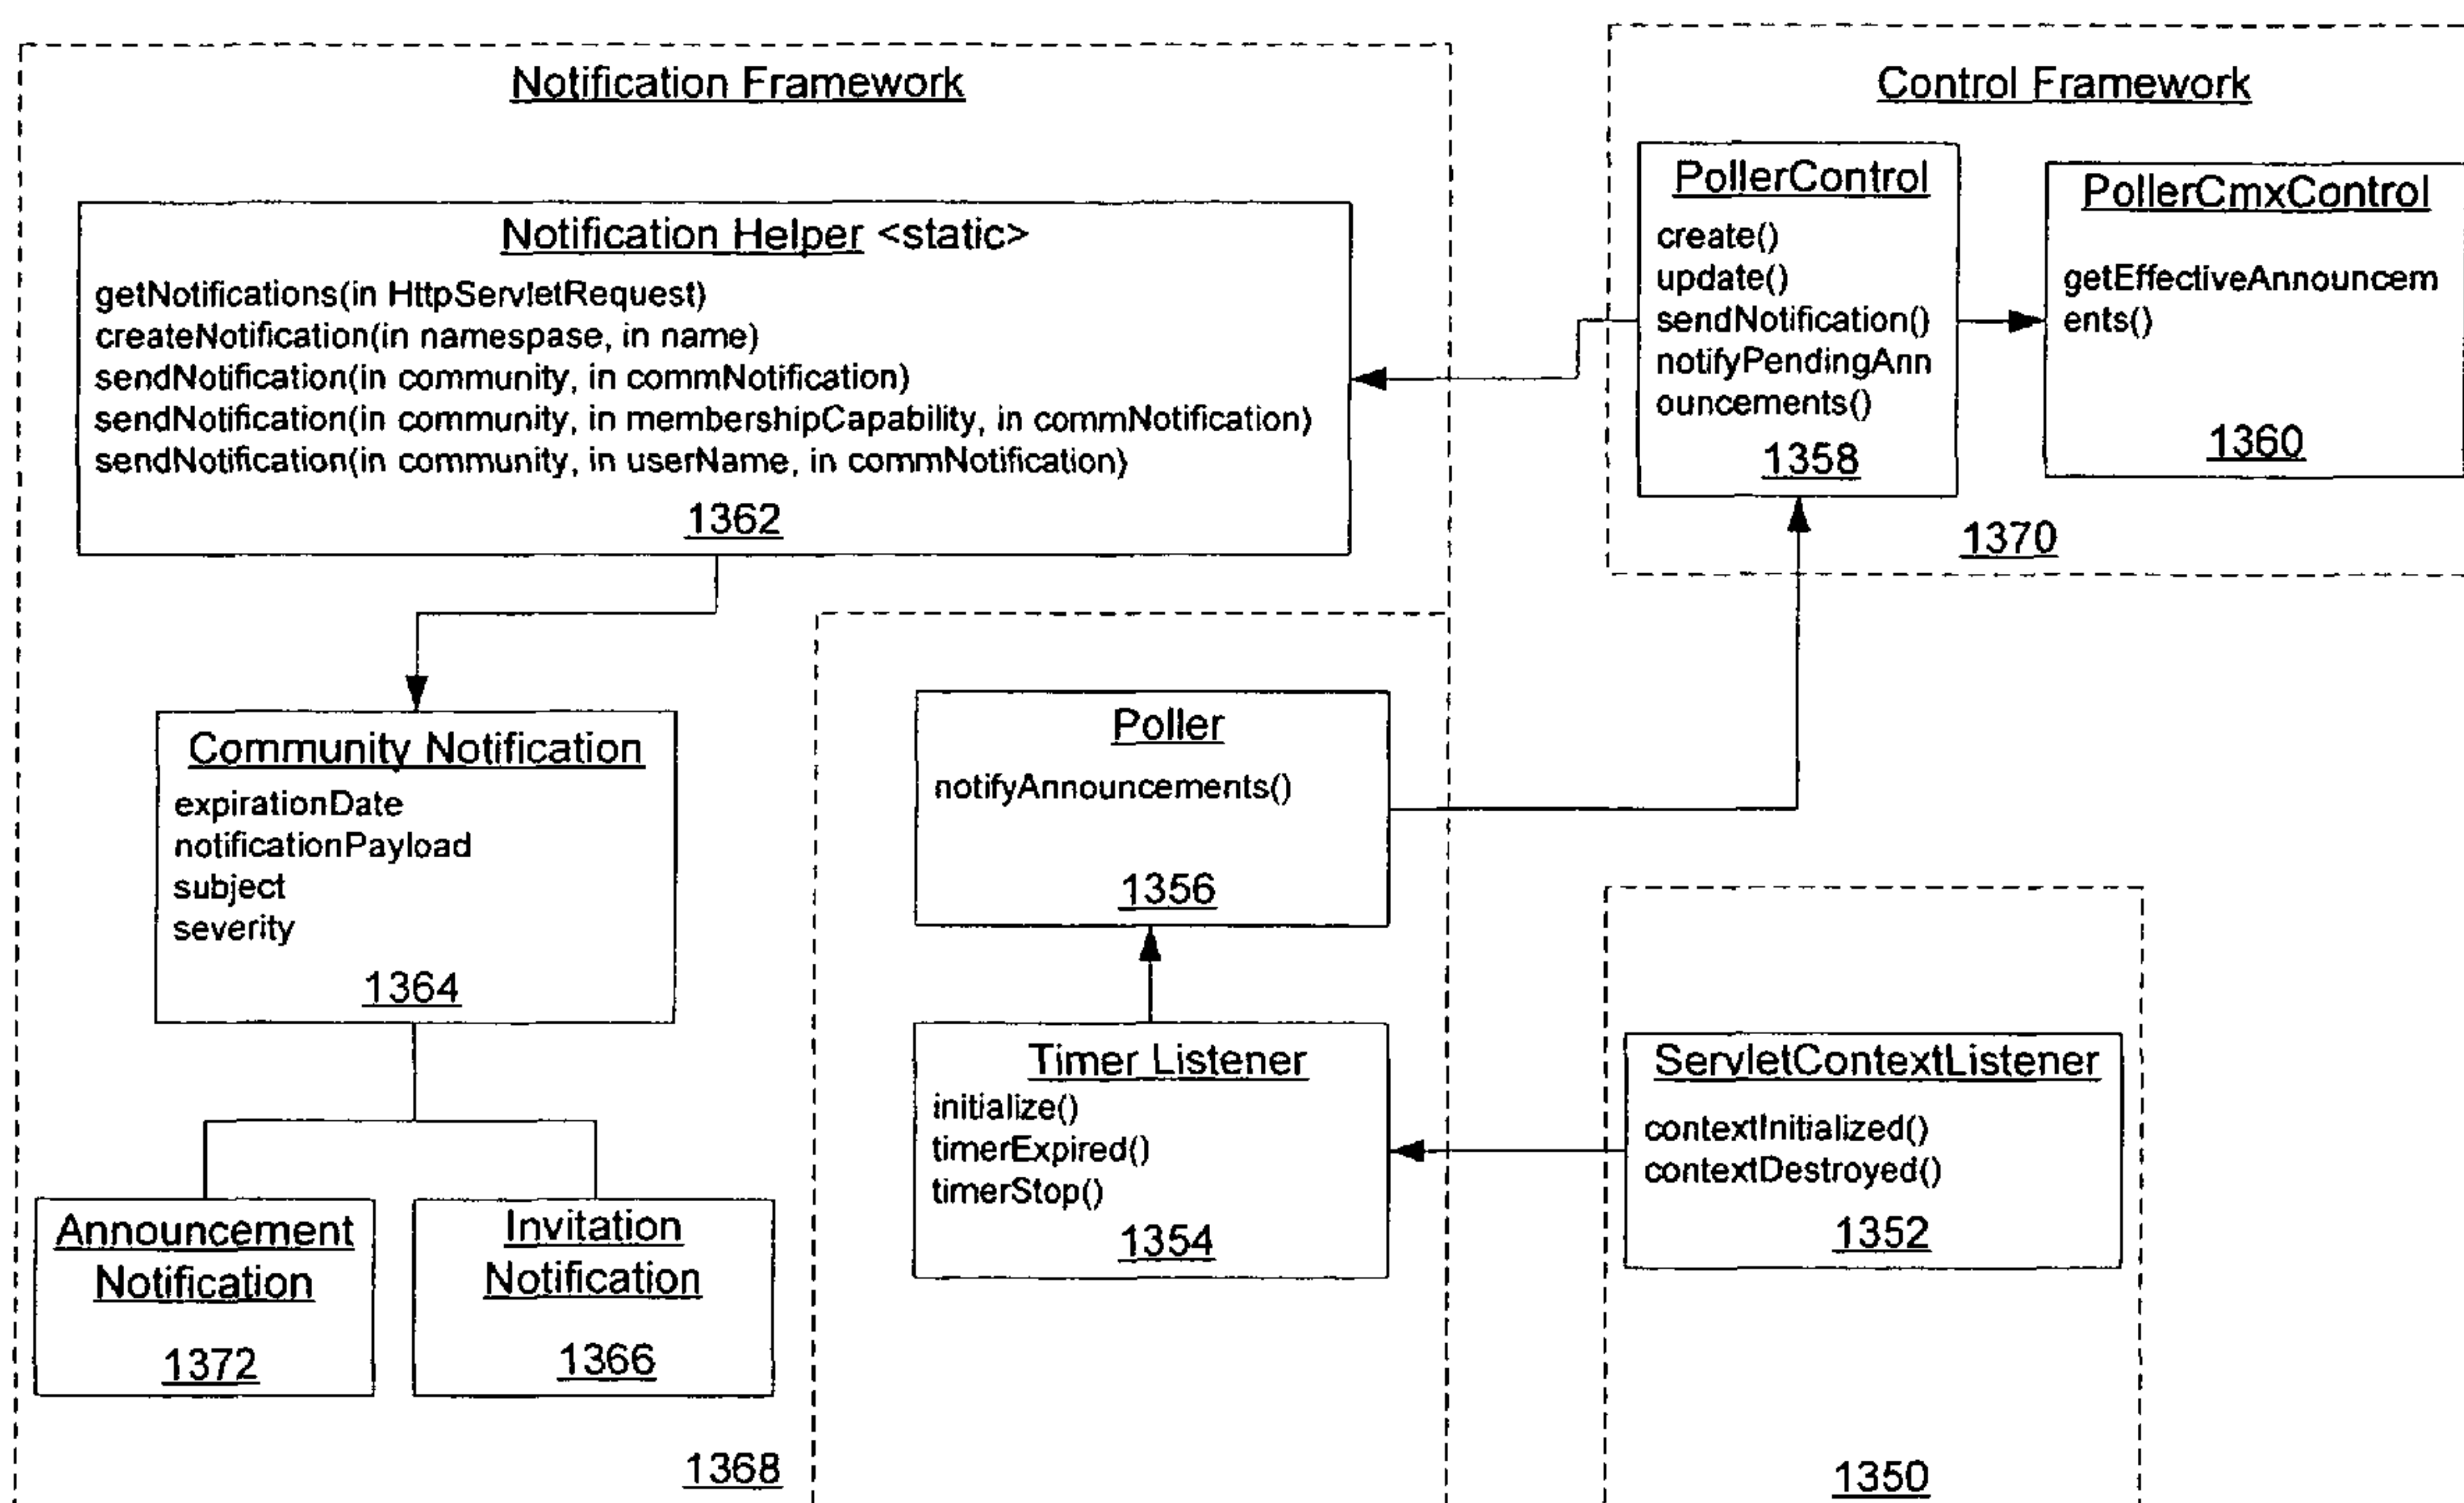 Notification Framework
Notification Helper <static>
getNotifications(in HttpServletRequest)
createNotification(in namespase, in name)
sendNotification(in community, in commNotification)
sendNotification(in community, in membershipCapability, in commNotification)
sendNotification(in community, in userName, in commNotification)
1362
Control Framework
PollerControl
create()
update()
sendNotification()
notifyPendingAnn
ouncements()
1358
PollerCmxControl
getEffectiveAnnouncem
ents()
1360
1370
Community Notification
expirationDate
notificationPayload
subject
severity
1364
Poller
notifyAnnouncements()
1356
Timer Listener
initialize()
timerExpired()
timerStop()
1354
ServletContextListener
contextInitialized()
contextDestroyed()
1352
Announcement
Notification
1372
Invitation
Notification
1366
1368
1350